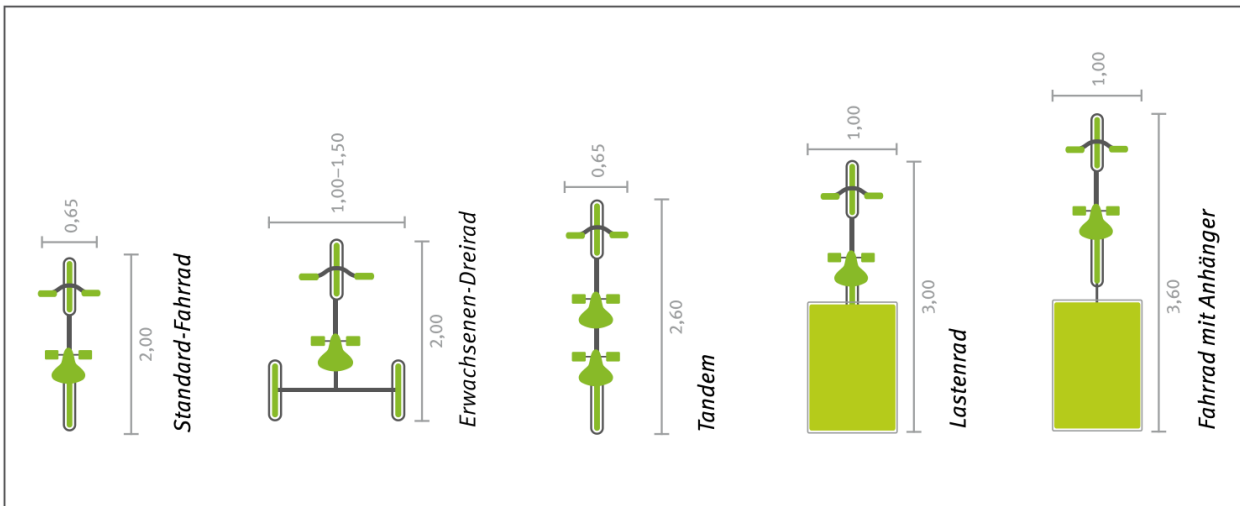 0,65
2,00
Standard-Fahrrad
1,00–1,50
2,00
Erwachsenen-Dreirad
0,65
2,60
Tandem
1,00
3,00
Lastenrad
1,00
3,60
Fahrrad mit Anhänger